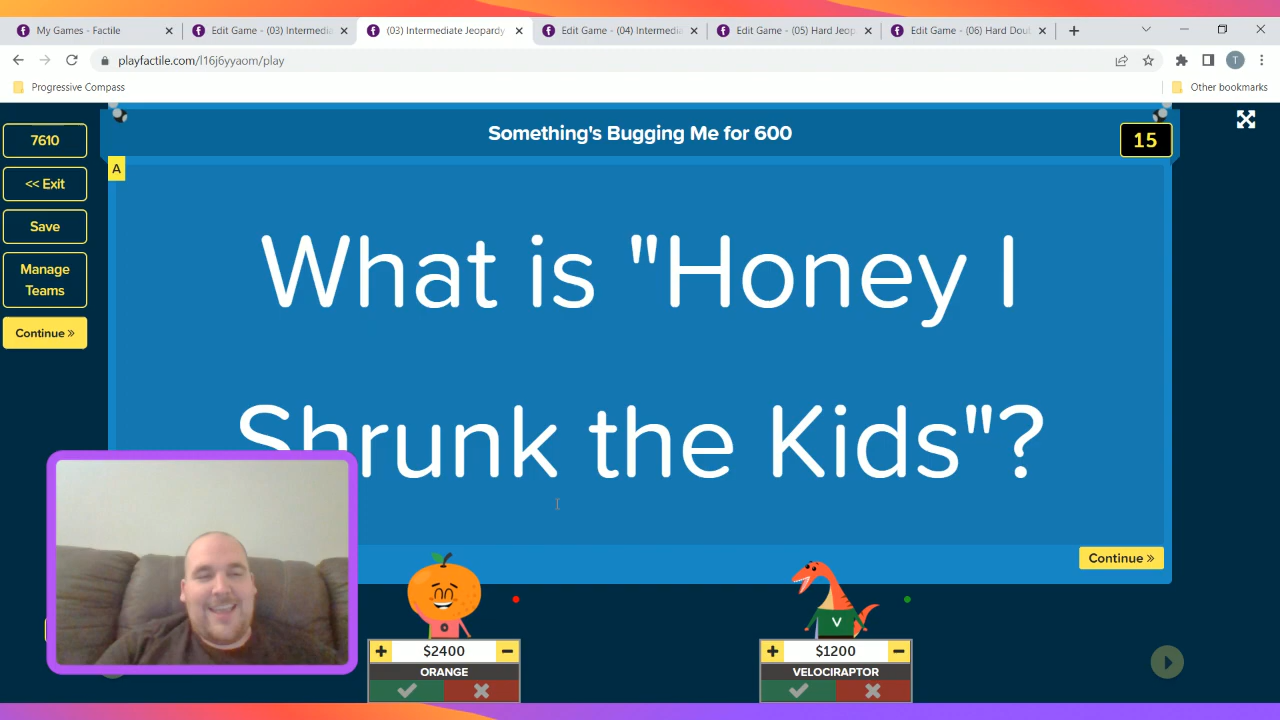 My Games - Factile
Edit Game - (03) Intermedia
(03) Intermediate Jeopardy
Edit Game - (04) Intermedia
Edit Game - (05) Hard Jeop
Edit Game - (06) Hard Dou
playfactile.com/l16j6yyaom/play
T
Progressive Compass
Other bookmarks
7610
<< Exit
Save
Manage
Teams
Continue »
Something's Bugging Me for 600
15
A
What is "Honey I
Shrunk the Kids"?
Continue »
V
+ $2400 −
ORANGE
+ $1200 −
VELOCIRAPTOR